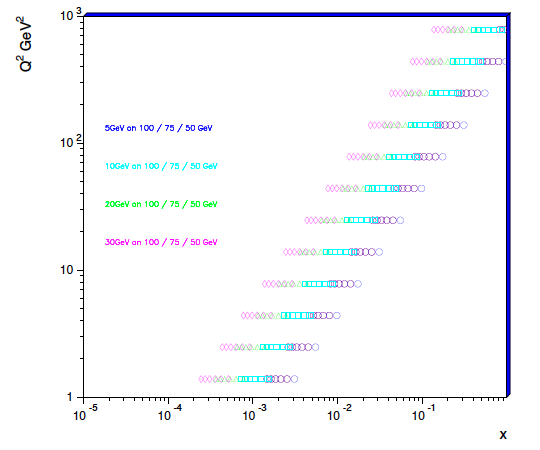 10³
Q² GeV²
5GeV on 100 / 75 / 50 GeV
10²
10GeV on 100 / 75 / 50 GeV
20GeV on 100 / 75 / 50 GeV
30GeV on 100 / 75 / 50 GeV
10
1
10⁻⁵ 10⁻⁴ 10⁻³ 10⁻² 10⁻¹
x